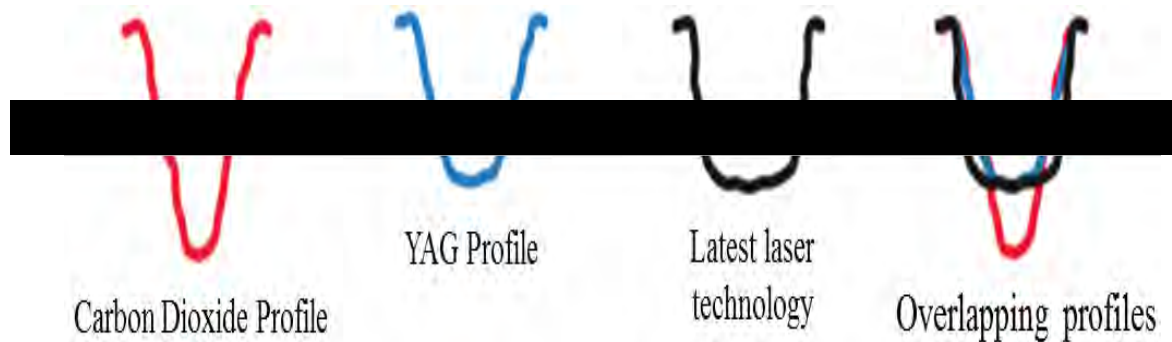 Carbon Dioxide Profile
YAG Profile
Latest laser
technology
Overlapping profiles